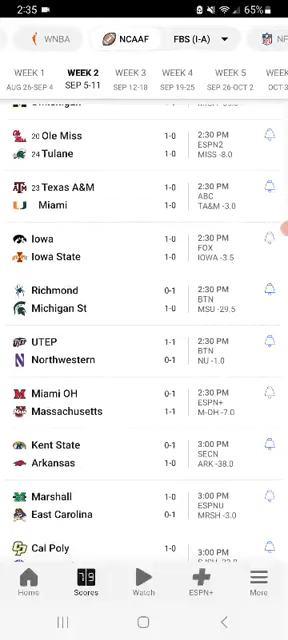 2:35
65%
WNBA
NCAAF
FBS (I-A)
WEEK 1
AUG 26-SEP 4
WEEK 2
SEP 5-11
WEEK 3
SEP 12-18
WEEK 4
SEP 19-25
WEEK 5
SEP 26-OCT 2
20 Ole Miss 1-0 2:30 PM
ESPN2
24 Tulane 1-0 MISS -8.0
23 Texas A&M 1-0 2:30 PM
ABC
Miami 1-0 TA&M -3.0
Iowa 1-0 2:30 PM
FOX
Iowa State 1-0 IOWA -3.5
Richmond 0-1 2:30 PM
BTN
Michigan St 1-0 MSU -29.5
UTEP 1-1 2:30 PM
BTN
Northwestern 0-1 NU -1.0
Miami OH 0-1 2:30 PM
ESPN+
Massachusetts 1-1 M-OH -7.0
Kent State 0-1 3:00 PM
SECN
Arkansas 1-0 ARK -38.0
Marshall 1-0 3:00 PM
ESPNU
East Carolina 0-1 MRSH -3.0
Cal Poly 1-0 3:00 PM
Home
Scores
Watch
ESPN+
More